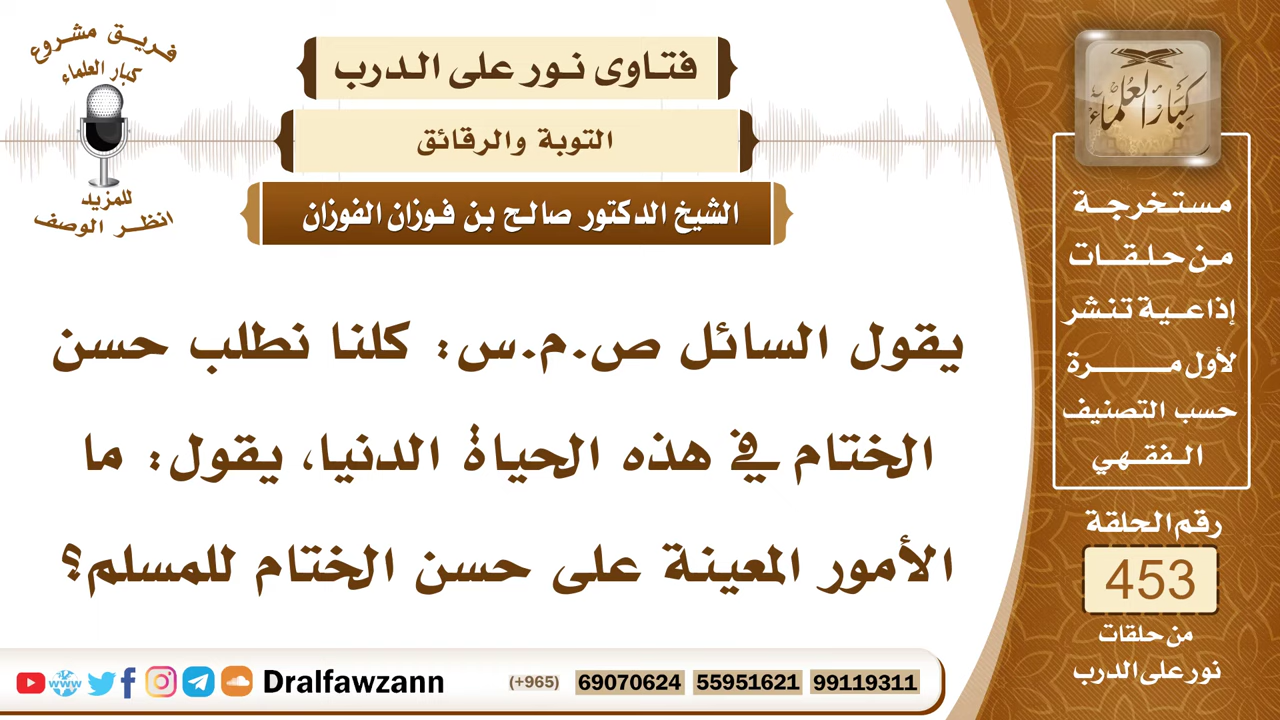 فريق مشروع
كبار العلماء
للمزيد
انظر الوصف
فتاوى نور على الدرب
التوبة والرقائق
الشيخ الدكتور صالح بن فوزان الفوزان
يقول السائل ص.م.س: كلنا نطلب حسن
الختام في هذه الحياة الدنيا، يقول: ما
الأمور المعينة على حسن الختام للمسلم؟
كبار العلماء
مستخرجة
من حلقات
إذاعية تنشر
لأول مرة
حسب التصنيف
الفقهي
رقم الحلقة
453
من حلقات
نور على الدرب
www Dralfawzann (+965) 69070624 55951621 99119311